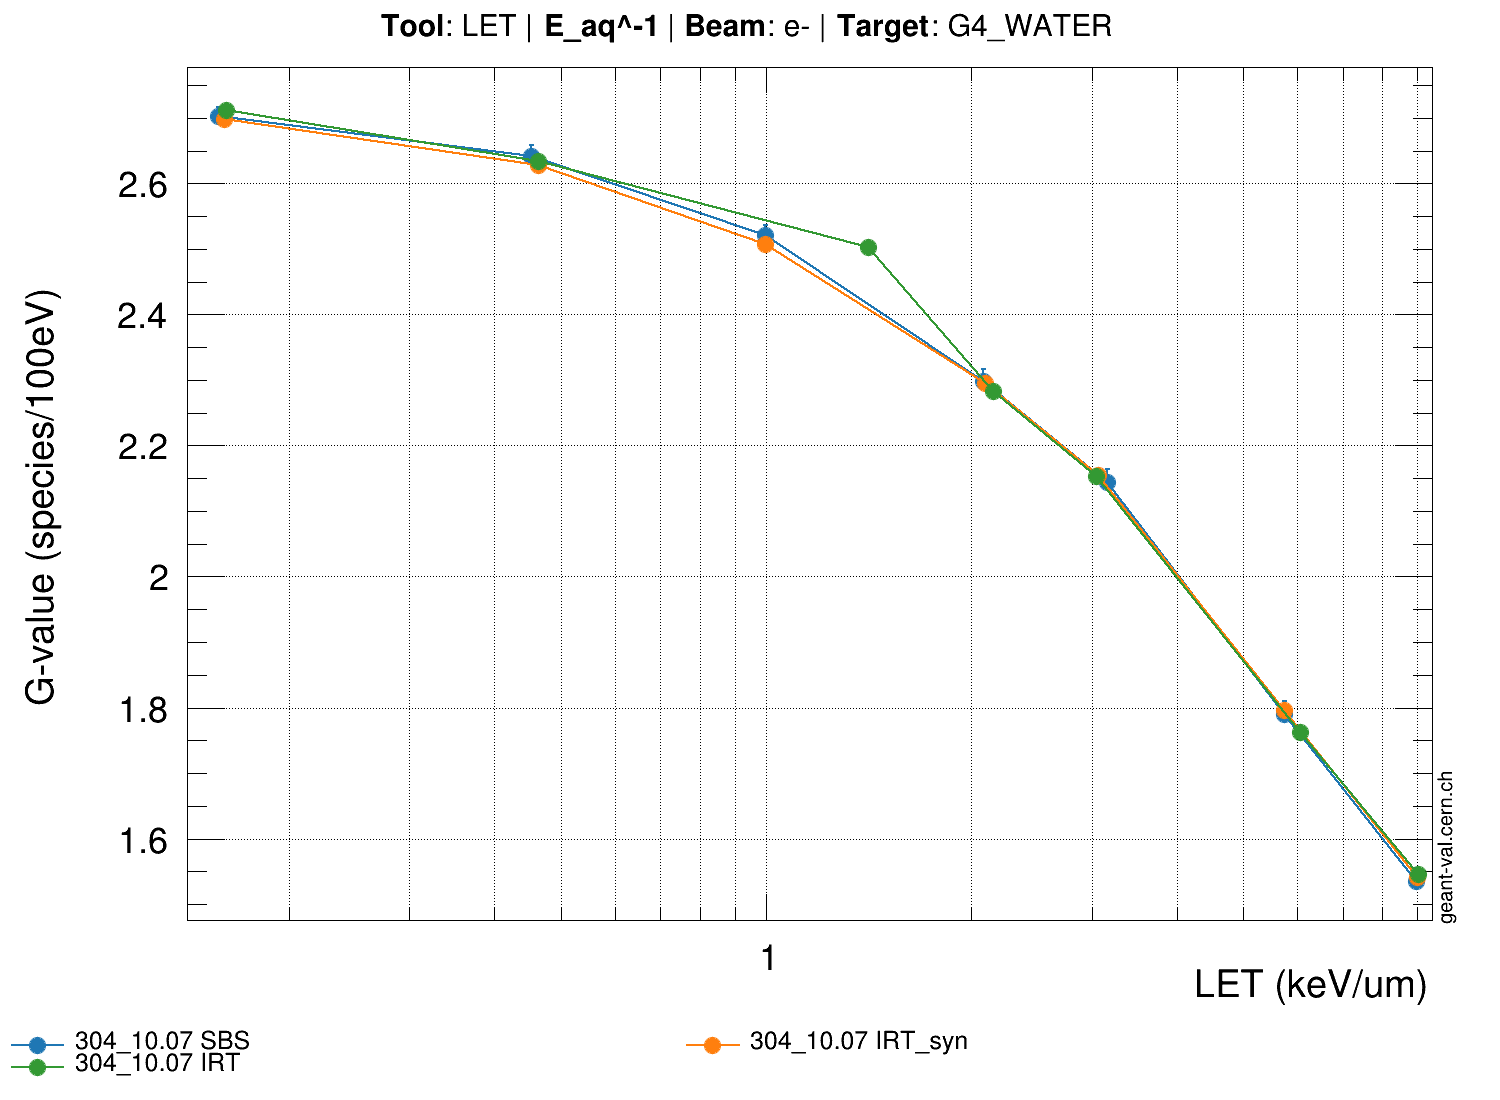 Tool: LET | E_aq^-1 | Beam: e- | Target: G4_WATER
2.6
2.4
2.2
2
1.8
1.6
G-value (species/100eV)
1
LET (keV/um)
geant-val.cern.ch
304_10.07 SBS
304_10.07 IRT_syn
304_10.07 IRT